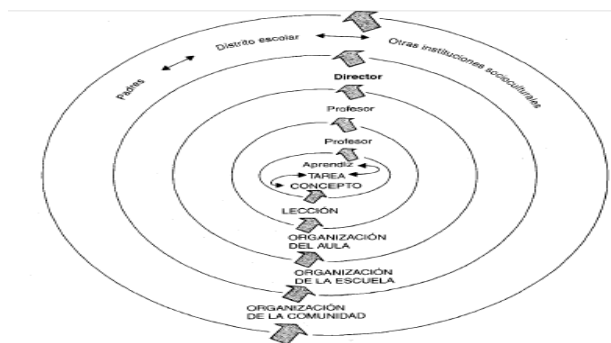 Padres
Distrito escolar
Otras instituciones socioculturales
Director
Profesor
Profesor
Aprendiz
TAREA
CONCEPTO
LECCIÓN
ORGANIZACIÓN
DEL AULA
ORGANIZACIÓN
DE LA ESCUELA
ORGANIZACIÓN
DE LA COMUNIDAD